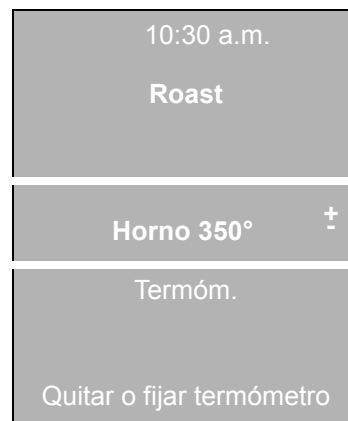 10:30 a.m.
Roast
Horno 350° +
-
Termóm.
Quitar o fijar termómetro